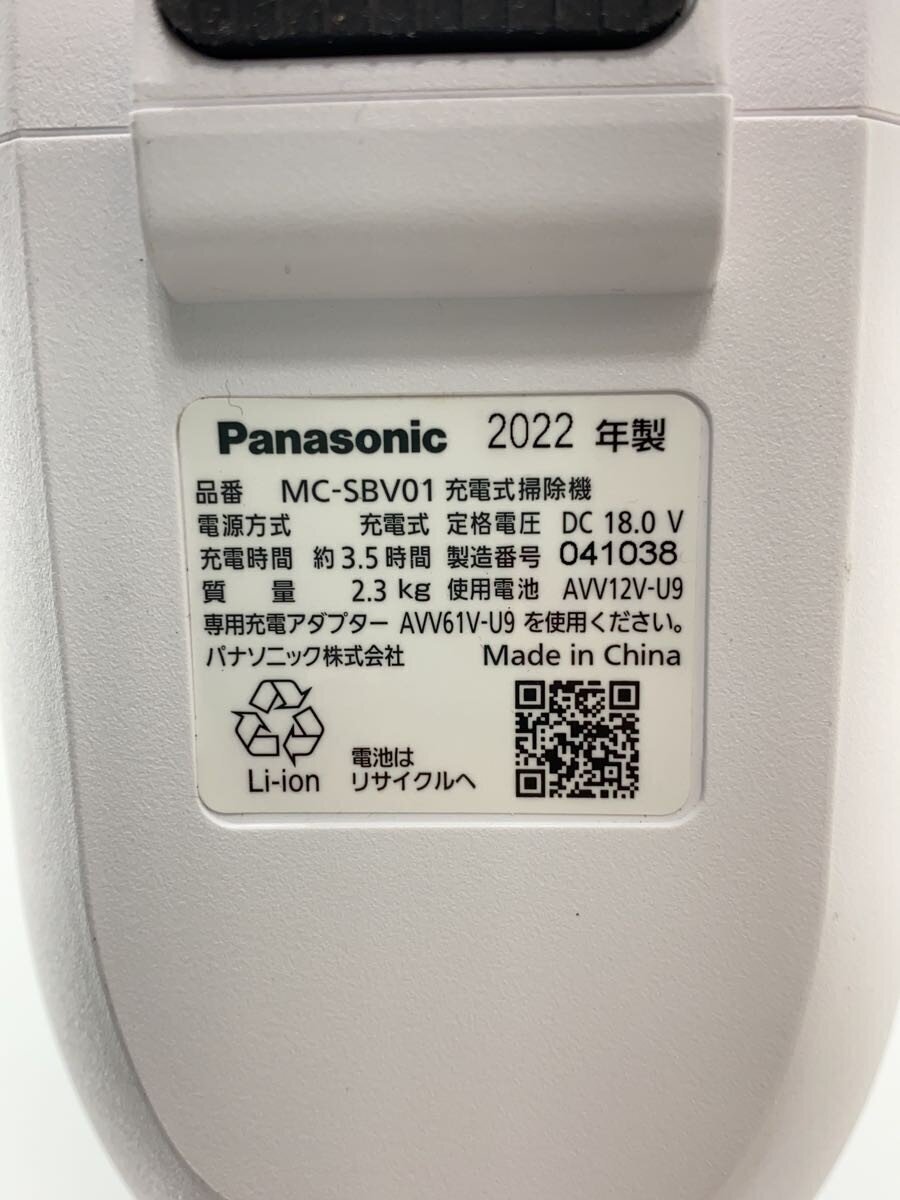 Panasonic 2022 年製
品番 MC-SBV01 充電式掃除機
電源方式 充電式 定格電圧 DC 18.0 V
充電時間 約3.5時間 製造番号 041038
質量 2.3 kg 使用電池 AVV12V-U9
専用充電アダプター AVV61V-U9 を使用ください。
パナソニック株式会社 Made in China
電池は
Li-ion リサイクルへ